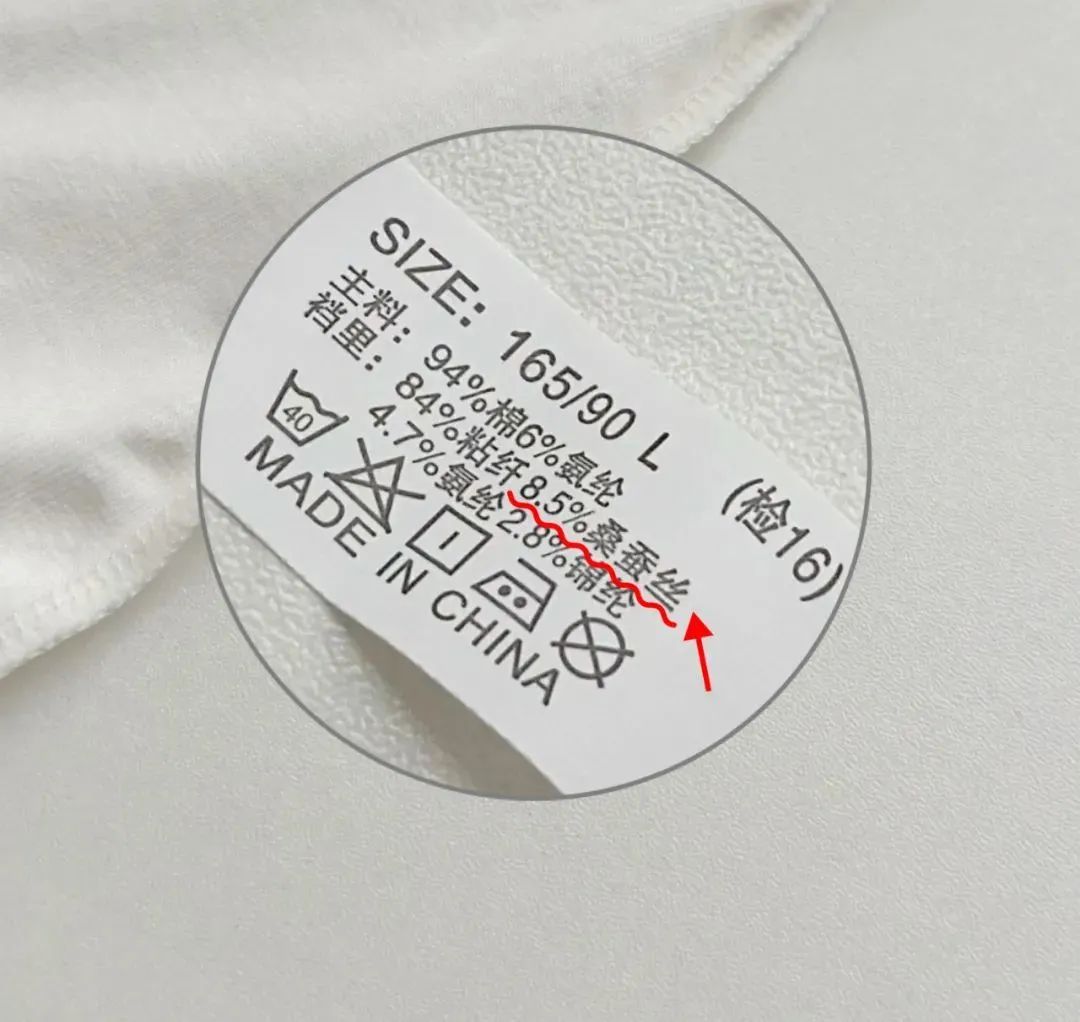 SIZE: 165/90 L
主料: 94%棉6%氨纶
裆里: 84%粘纤8.5%桑蚕丝
4.7%氨纶2.8%锦纶
40
MADE IN CHINA
(检16)